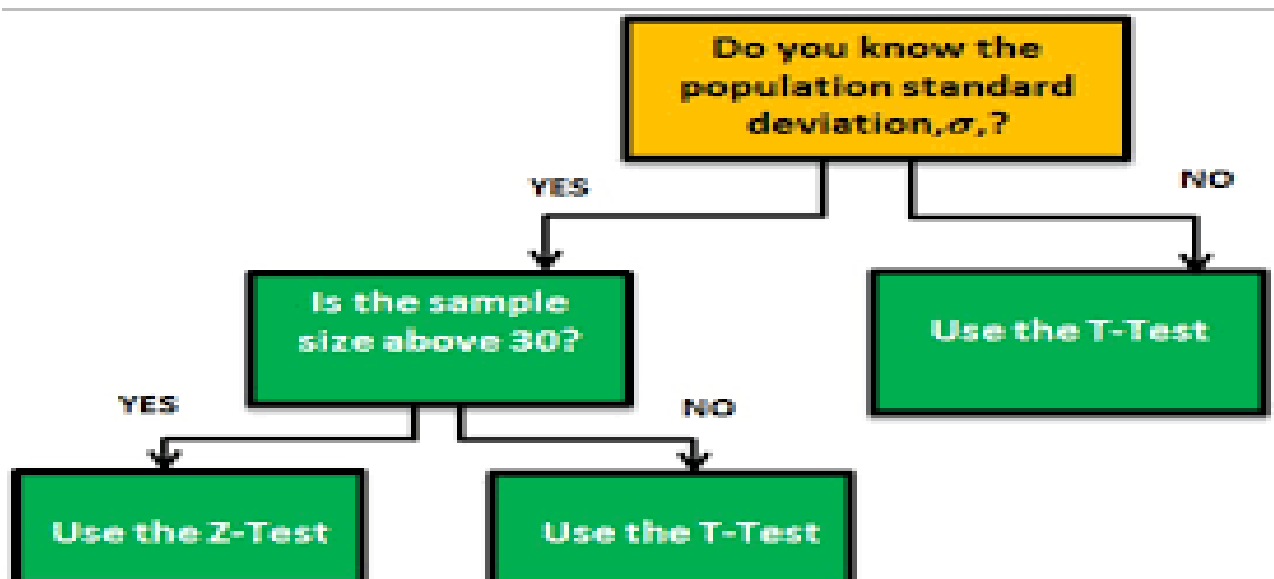 Do you know the
population standard
deviation,σ,?
YES
NO
Is the sample
size above 30?
Use the T-Test
YES
NO
Use the Z-Test
Use the T-Test